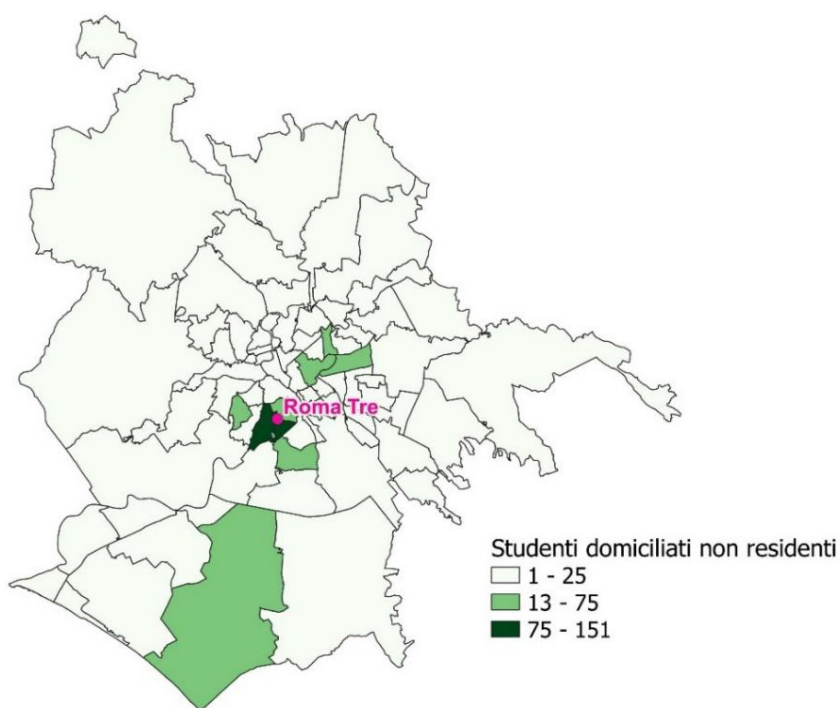 Roma Tre
Studenti domiciliati non residenti
1 - 25
13 - 75
75 - 151